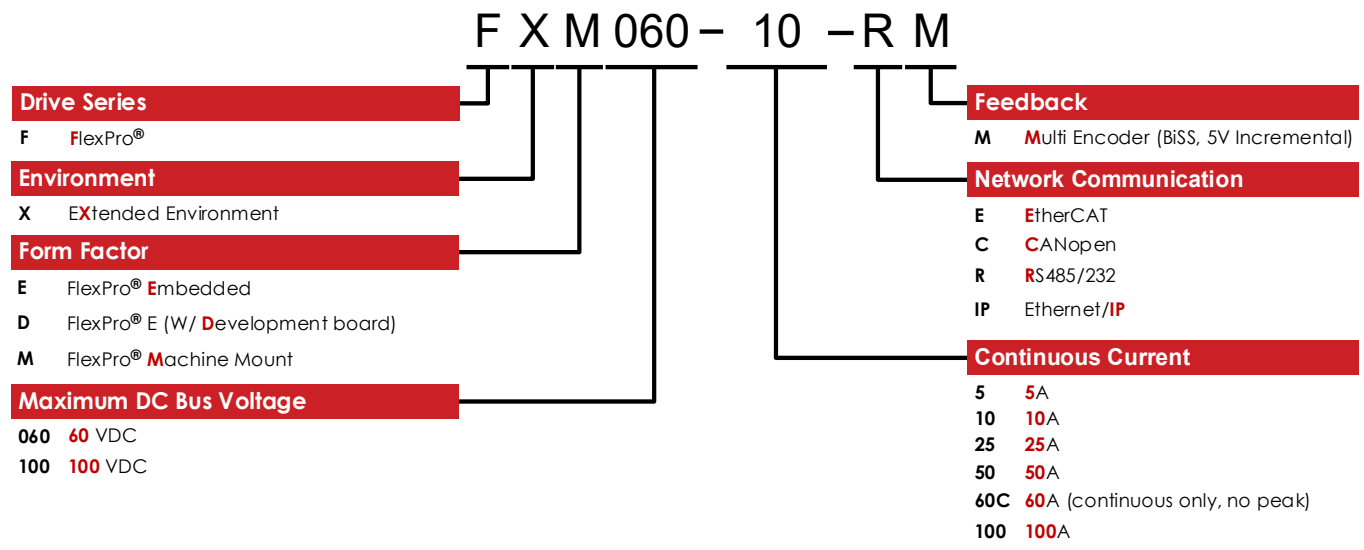 F X M 060 – 10 – R M
Drive Series
F FlexPro®
Environment
X EXtended Environment
Form Factor
E FlexPro® Embedded
D FlexPro® E (W/ Development board)
M FlexPro® Machine Mount
Maximum DC Bus Voltage
060 60 VDC
100 100 VDC
Feedback
M Multi Encoder (BiSS, 5V Incremental)
Network Communication
E EtherCAT
C CANopen
R RS485/232
IP Ethernet/IP
Continuous Current
5 5A
10 10A
25 25A
50 50A
60C 60A (continuous only, no peak)
100 100A